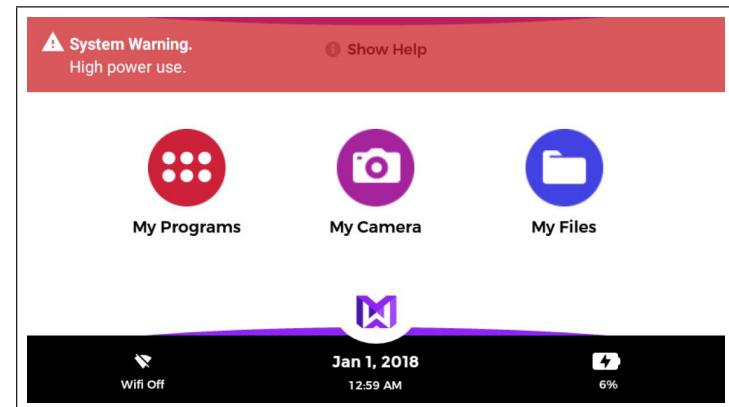 System Warning.
High power use.
Show Help
My Programs
My Camera
My Files
Wifi Off
Jan 1, 2018
12:59 AM
6%